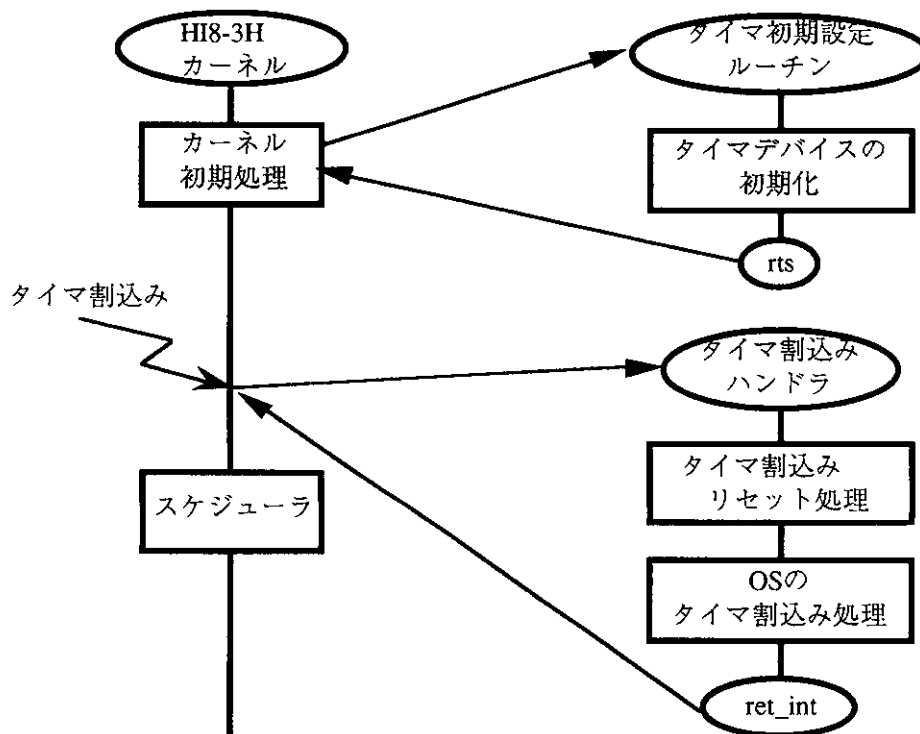 HI8-3H
カーネル
カーネル
初期処理
タイマ割込み
スケジューラ
タイマ初期設定
ルーチン
タイマデバイスの
初期化
rts
タイマ割込み
ハンドラ
タイマ割込み
リセット処理
OSの
タイマ割込み処理
ret_int